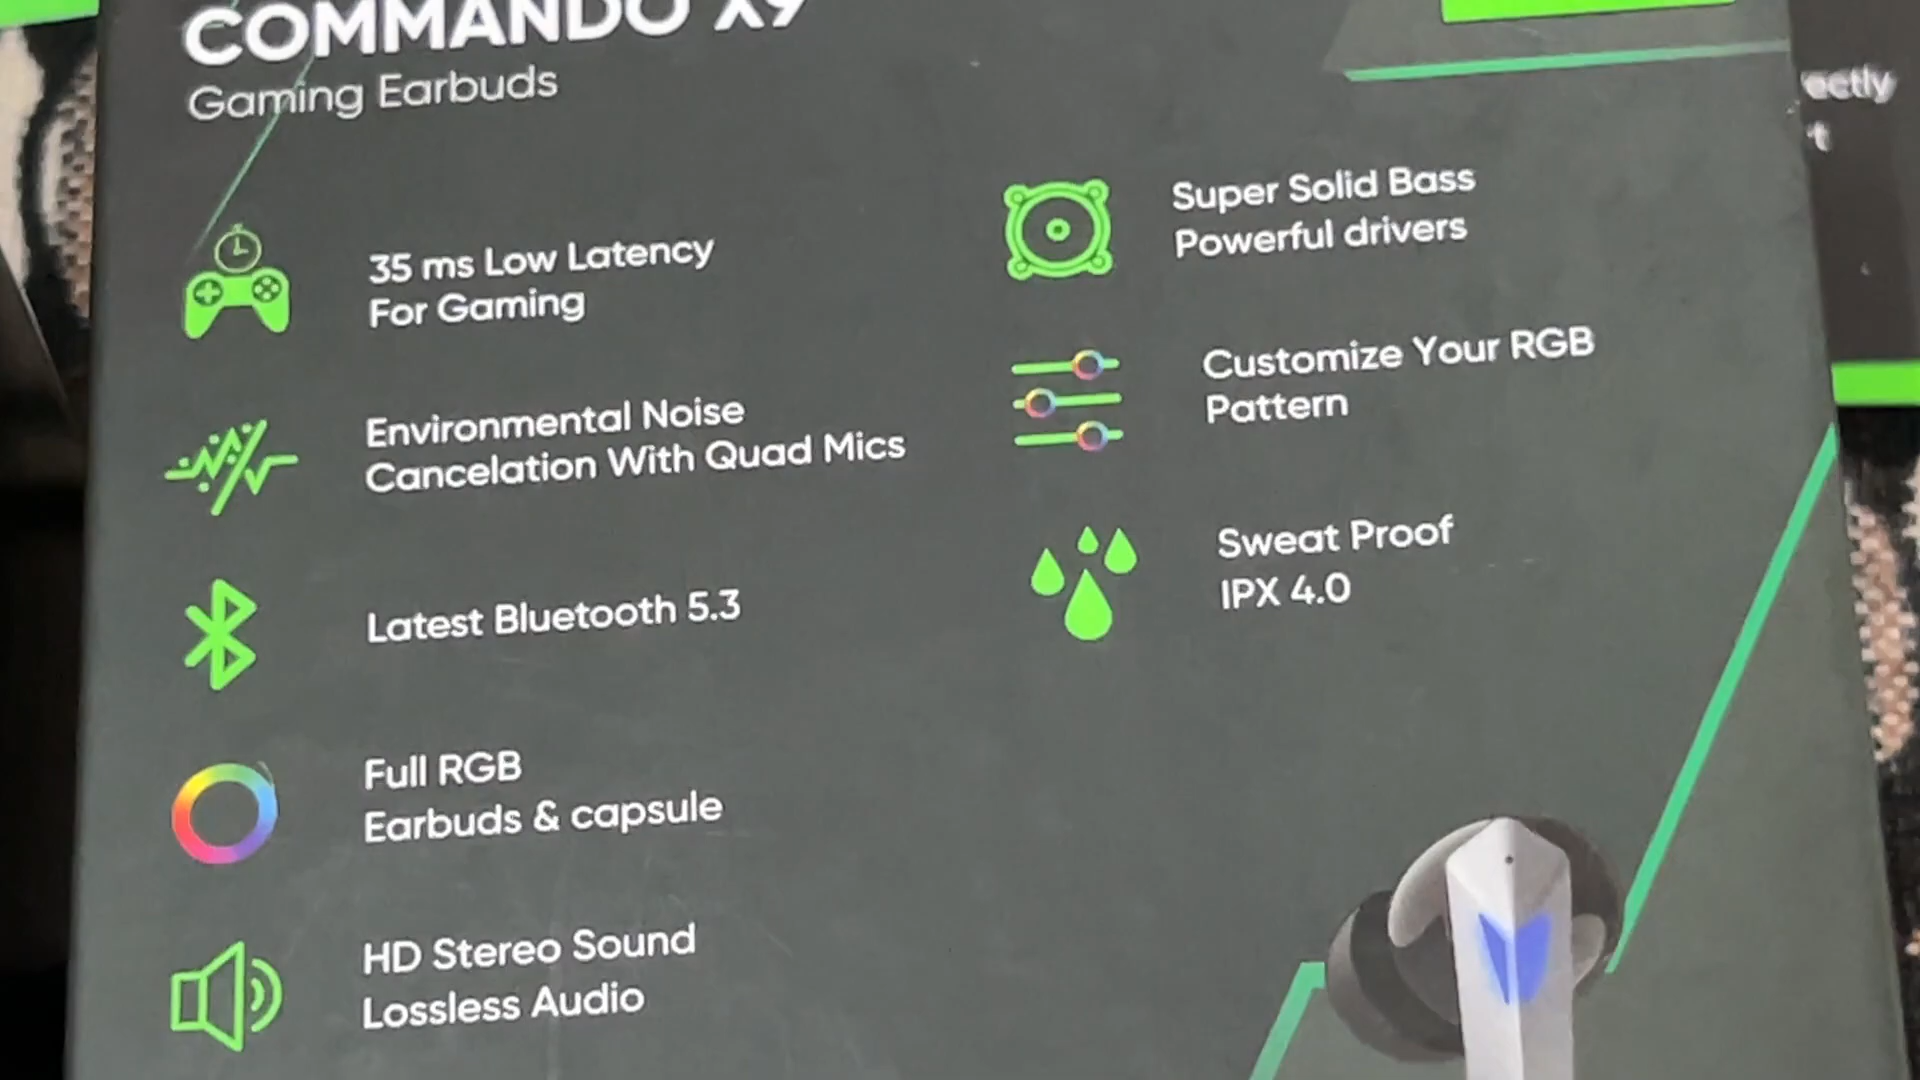 COMMANDO X9
Gaming Earbuds
35 ms Low Latency
For Gaming
Environmental Noise
Cancelation With Quad Mics
Latest Bluetooth 5.3
Full RGB
Earbuds & capsule
HD Stereo Sound
Lossless Audio
Super Solid Bass
Powerful drivers
Customize Your RGB
Pattern
Sweat Proof
IPX 4.0